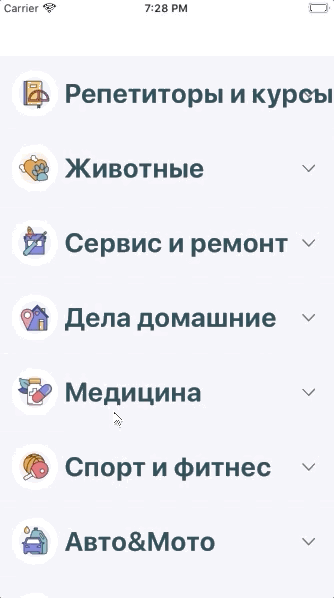 Carrier 7:28 PM
Репетиторы и курсы
Животные
Сервис и ремонт
Дела домашние
Медицина
Спорт и фитнес
Авто&Мото